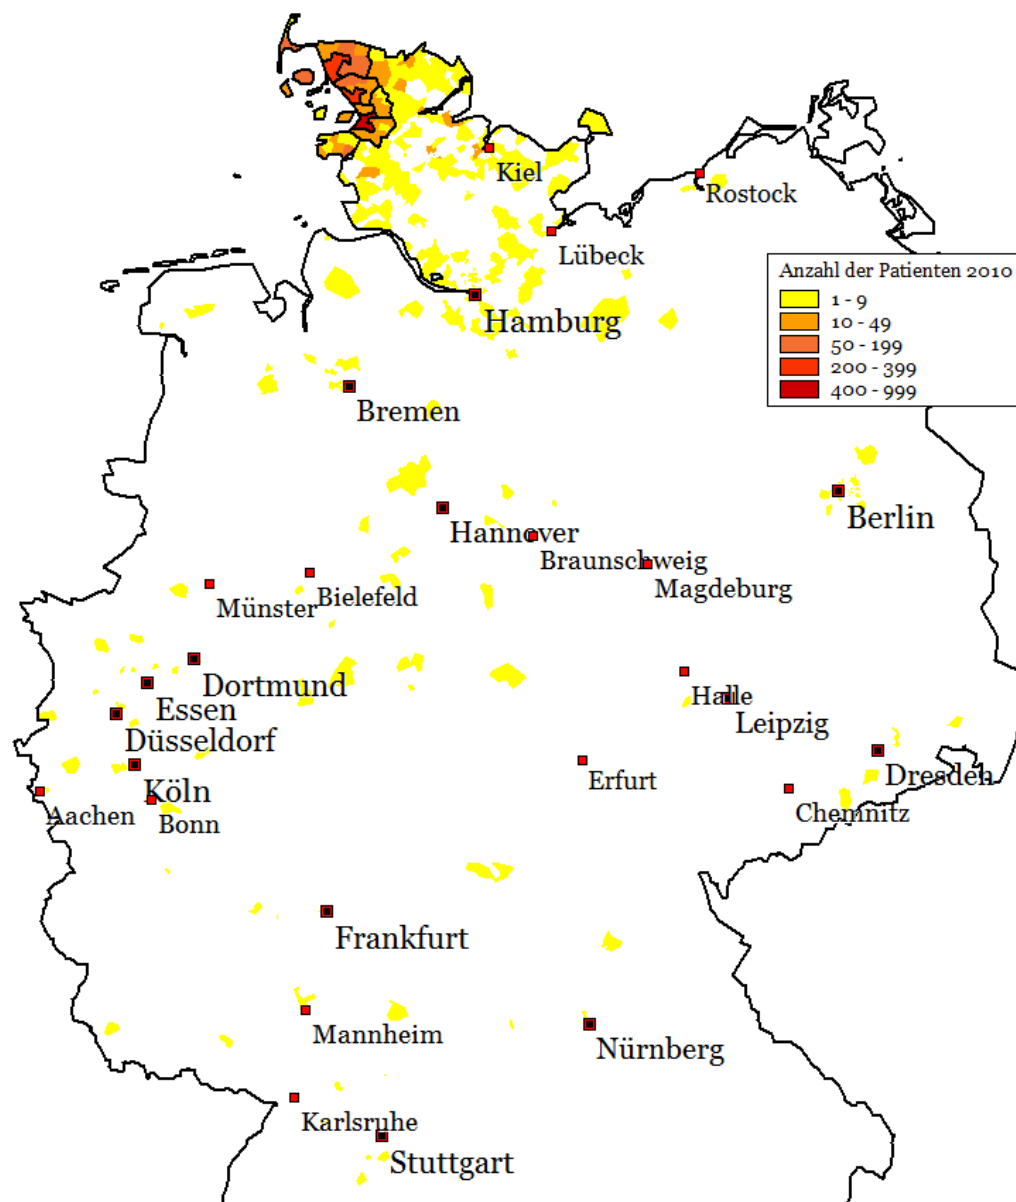 Kiel
Rostock
Lübeck
Anzahl der Patienten 2010
1 - 9
10 - 49
50 - 199
200 - 399
400 - 999
Hamburg
Bremen
Berlin
Hannover
Braunschweig
Magdeburg
Bielefeld
Münster
Dortmund
Halle
Essen
Leipzig
Düsseldorf
Erfurt
Dresden
Köln
Aachen
Bonn
Chemnitz
Frankfurt
Mannheim
Nürnberg
Karlsruhe
Stuttgart